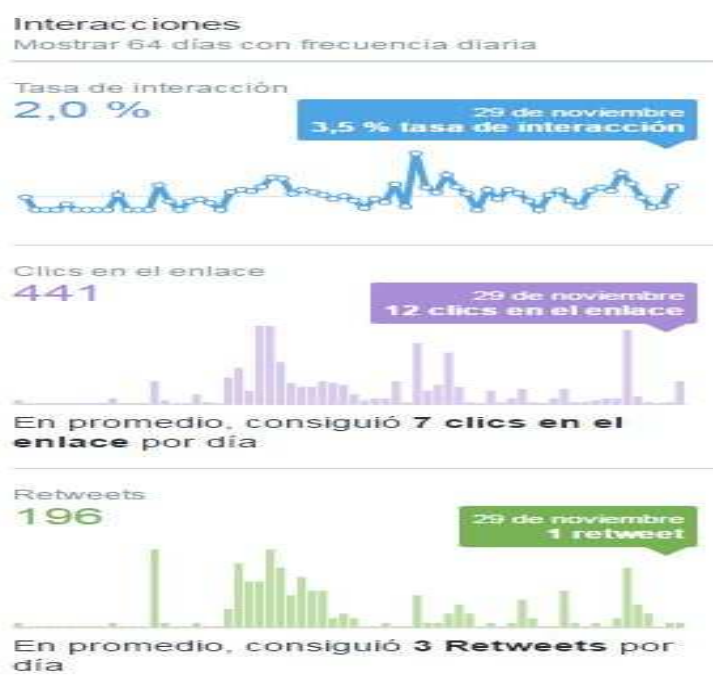 Interacciones
Mostrar 64 días con frecuencia diaria
Tasa de interacción
2,0 %
29 de noviembre
3,5 % tasa de interacción
Clics en el enlace
441
29 de noviembre
12 clics en el enlace
En promedio, consiguió 7 clics en el
enlace por día
Retweets
196
29 de noviembre
1 retweet
En promedio, consiguió 3 Retweets por
día